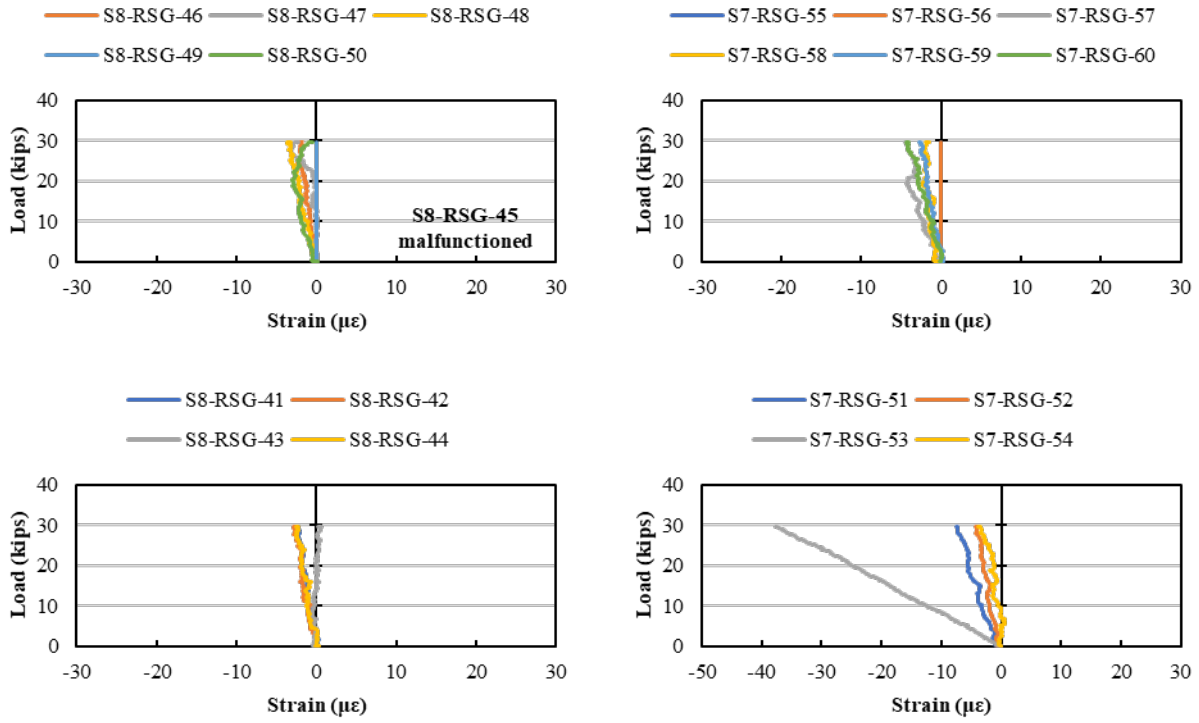 S8-RSG-46 S8-RSG-47 S8-RSG-48
S8-RSG-49 S8-RSG-50
40
30
20
10
0
Load (kips)
S8-RSG-45
malfunctioned
-30 -20 -10 0 10 20 30
Strain (με)
S7-RSG-55 S7-RSG-56 S7-RSG-57
S7-RSG-58 S7-RSG-59 S7-RSG-60
40
30
20
10
0
Load (kips)
-30 -20 -10 0 10 20 30
Strain (με)
S8-RSG-41 S8-RSG-42
S8-RSG-43 S8-RSG-44
40
30
20
10
0
Load (kips)
-30 -20 -10 0 10 20 30
Strain (με)
S7-RSG-51 S7-RSG-52
S7-RSG-53 S7-RSG-54
40
30
20
10
0
Load (kips)
-50 -40 -30 -20 -10 0 10 20 30
Strain (με)